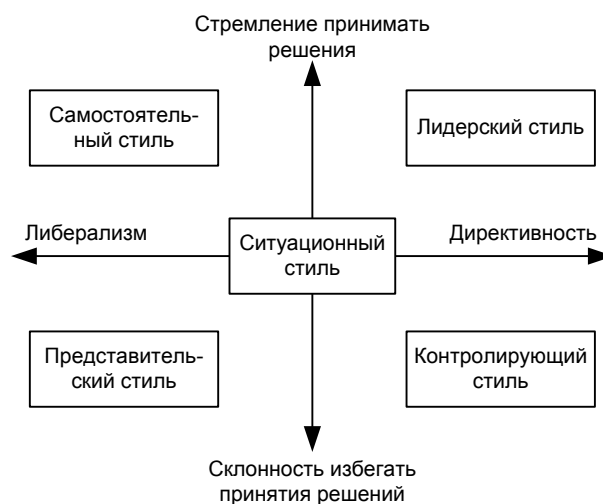 Стремление принимать
решения
Самостоятель-
ный стиль
Лидерский стиль
Либерализм
Ситуационный
стиль
Директивность
Представитель-
ский стиль
Контролирующий
стиль
Склонность избегать
принятия решений